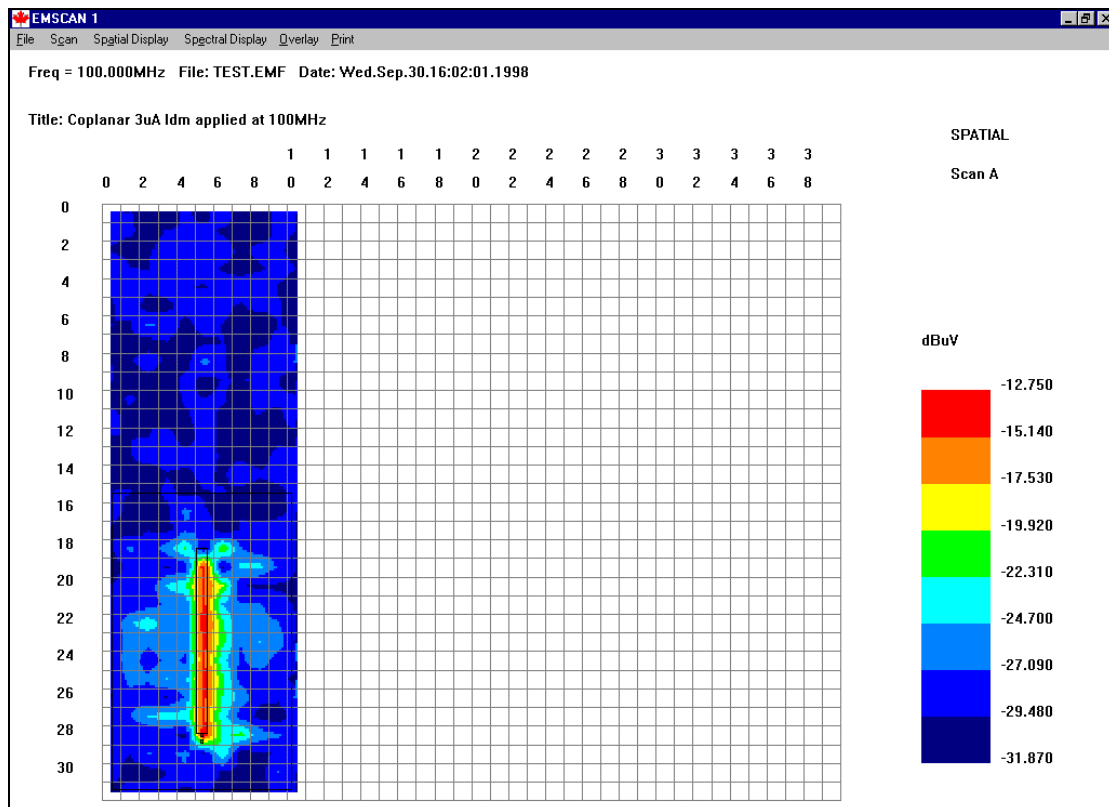 EMSCAN 1
File Scan Spatial Display Spectral Display Overlay Print
Freq = 100.000MHz File: TEST.EMF Date: Wed.Sep.30.16:02:01.1998
Title: Coplanar 3uA Idm applied at 100MHz
SPATIAL
Scan A
1 1 1 1 1 2 2 2 2 2 3 3 3 3 3
0 2 4 6 8 0 2 4 6 8 0 2 4 6 8 0 2 4 6 8
0
2
4
6
8
10
12
14
16
18
20
22
24
26
28
30
dBuV
-12.750
-15.140
-17.530
-19.920
-22.310
-24.700
-27.090
-29.480
-31.870